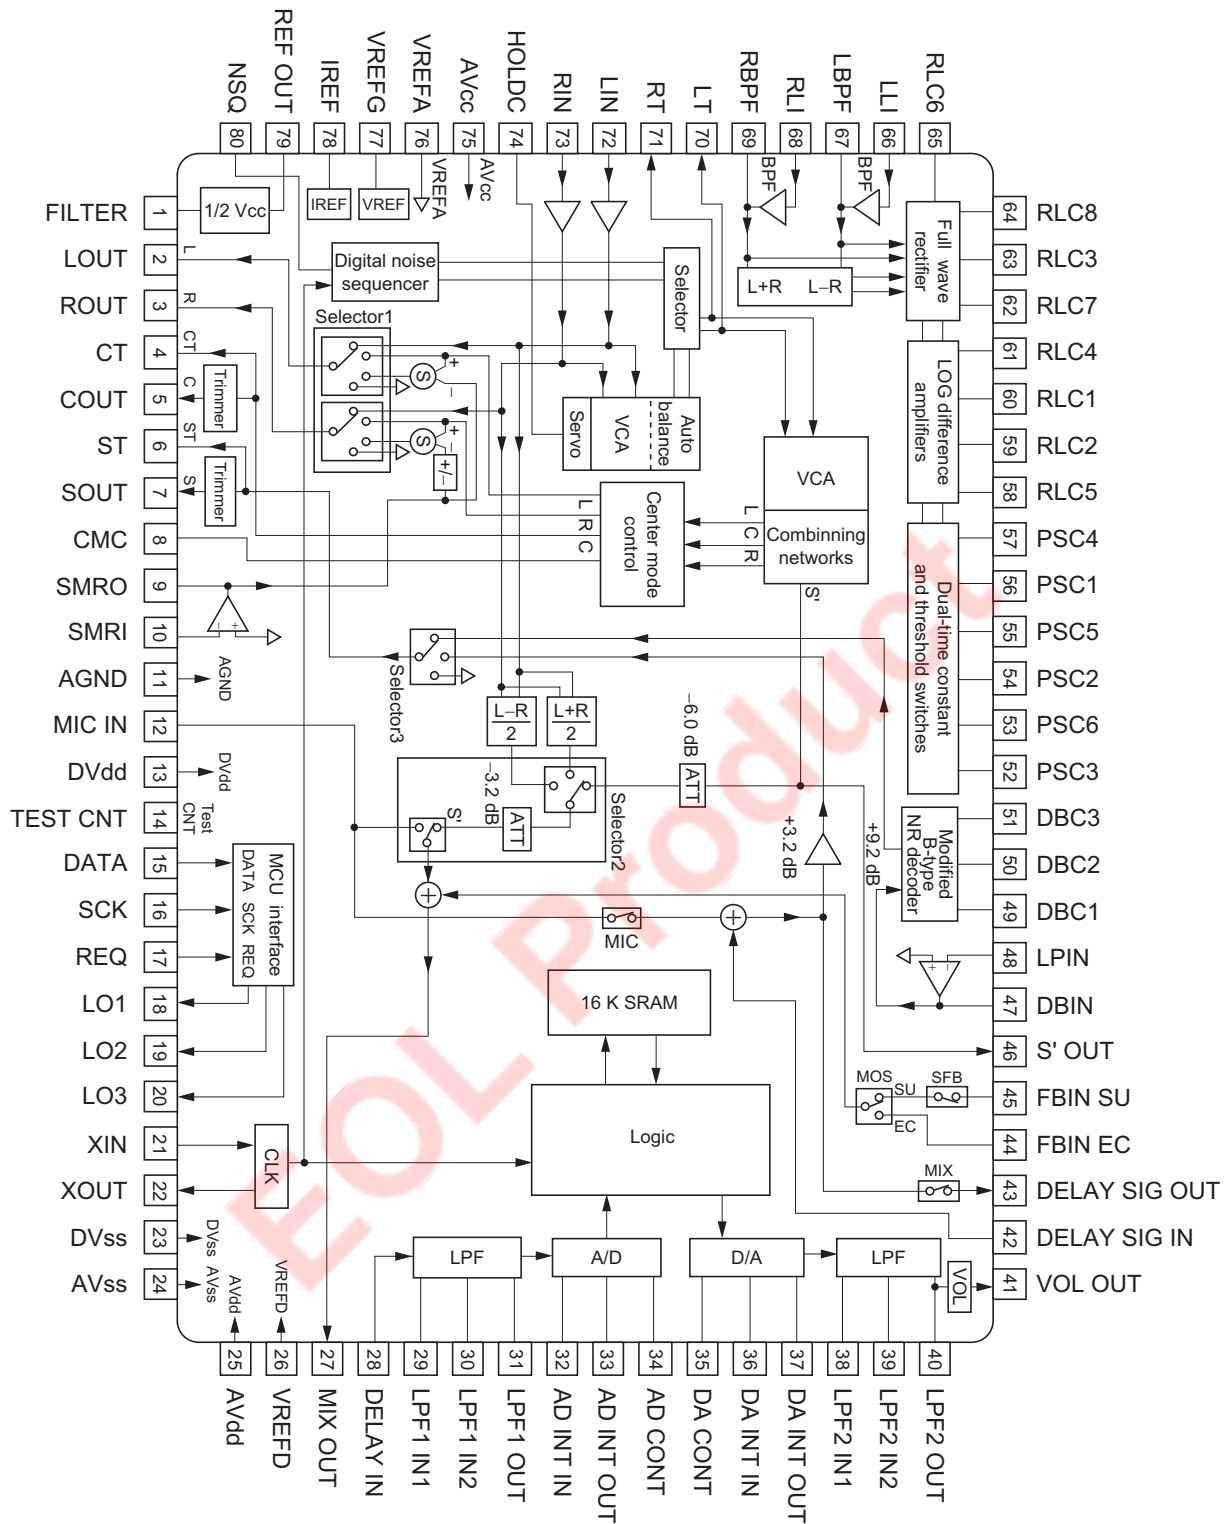 NSQ
REF OUT
IREF
VREFG
VREFA
AVcc
HOLDC
RIN
LIN
RT
LT
RBPF
RLI
LBPF
LLI
RLC6
80
79
78
77
76
75
74
73
72
71
70
69
68
67
66
65
FILTER
1
LOUT
2
ROUT
3
CT
4
COUT
5
ST
6
SOUT
7
CMC
8
SMRO
9
SMRI
10
AGND
11
MIC IN
12
DVdd
13
TEST CNT
14
DATA
15
SCK
16
REQ
17
LO1
18
LO2
19
LO3
20
XIN
21
XOUT
22
DVss
23
AVss
24
64
RLC8
63
RLC3
62
RLC7
61
RLC4
60
RLC1
59
RLC2
58
RLC5
57
PSC4
56
PSC1
55
PSC5
54
PSC2
53
PSC6
52
PSC3
51
DBC3
50
DBC2
49
DBC1
48
LPIN
47
DBIN
46
S' OUT
45
FBIN SU
44
FBIN EC
43
DELAY SIG OUT
42
DELAY SIG IN
41
VOL OUT
1/2 Vcc
IREF
VREF
VREFA
AVcc
BPF
BPF
Full wave
rectifier
L+R L–R
Digital noise
sequencer
Selector
Selector1
L
R
CT
C
ST
S
Trimmer
Trimmer
S
+
–
S
+
–
+/–
Servo
VCA
Auto
balance
LOG difference
amplifiers
VCA
Combinning
networks
S'
L
C
R
Center mode
control
L
R
C
Dual-time constant
and threshold switches
–
+
AGND
Selector3
L–R
2
L+R
2
–6.0 dB
ATT
–3.2 dB
ATT
S'
Selector2
DVdd
Test
CNT
+3.2 dB
+9.2 dB
Modified
B-type
NR decoder
MCU interface
DATA SCK REQ
+
MIC
+
+
–
16 K SRAM
Logic
MOS
SU
EC
SFB
CLK
MIX
DVss
AVss
AVdd
VREFD
LPF
A/D
D/A
LPF
VOL
25
26
27
28
29
30
31
32
33
34
35
36
37
38
39
40
AVdd
VREFD
MIX OUT
DELAY IN
LPF1 IN1
LPF1 IN2
LPF1 OUT
AD INT IN
AD INT OUT
AD CONT
DA CONT
DA INT IN
DA INT OUT
LPF2 IN1
LPF2 IN2
LPF2 OUT
EOL Product